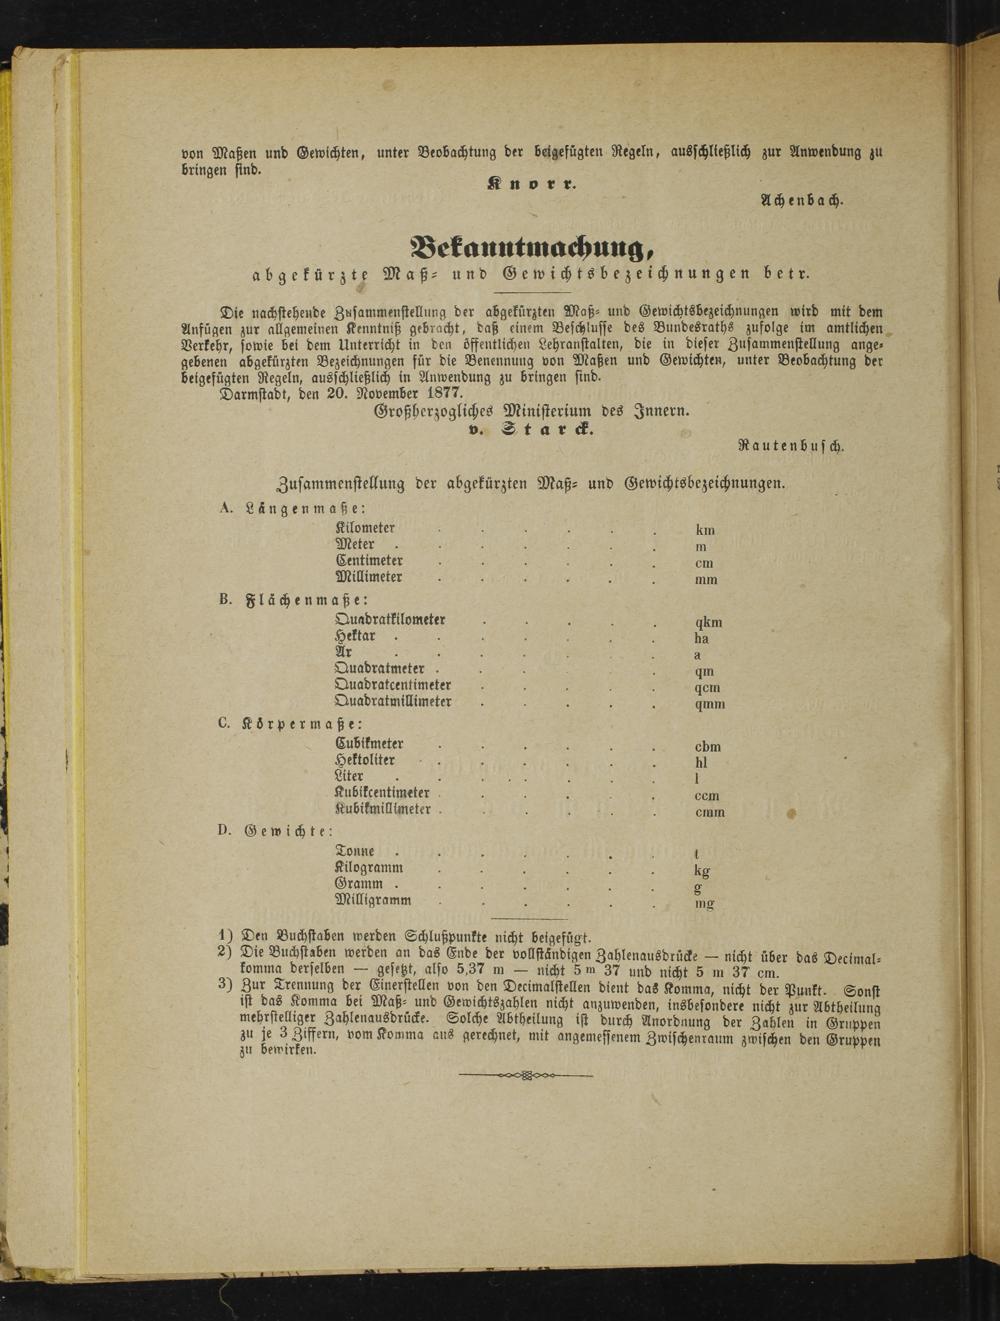 von Maßen und Gewichten, unter Beobachtung der beigefügten Regeln, ausschließlich zur Anwendung zu
bringen sind.
Knorr.
Achenbach.
Bekanntmachung,
abgekürzte Maß- und Gewichtsbezeichnungen betr.
Die nachstehende Zusammenstellung der abgekürzten Maß- und Gewichtsbezeichnungen wird mit dem
Anfügen zur allgemeinen Kenntniß gebracht, daß einem Beschlusse des Bundesraths zufolge im amtlichen
Verkehr, sowie bei dem Unterricht in den öffentlichen Lehranstalten, die in dieser Zusammenstellung ange-
gebenen abgekürzten Bezeichnungen für die Benennung von Maßen und Gewichten, unter Beobachtung der
beigefügten Regeln, ausschließlich in Anwendung zu bringen sind.
Darmstadt, den 20. November 1877.
Großherzogliches Ministerium des Innern.
v. Starck.
Rautenbusch.
Zusammenstellung der abgekürzten Maß- und Gewichtsbezeichnungen.
A. Längenmaße:
Kilometer . . . . . . km
Meter . . . . . . . m
Centimeter . . . . . . cm
Millimeter . . . . . . mm
B. Flächenmaße:
Quadratkilometer . . . . . qkm
Hektar . . . . . . . ha
Ar . . . . . . a
Quadratmeter . . . . . qm
Quadratcentimeter . . . . . qcm
Quadratmillimeter . . . . . qmm
C. Körpermaße:
Cubikmeter . . . . . . cbm
Hektoliter . . . . . . hl
Liter . . . . . . . l
Kubikcentimeter . . . . . . ccm
Kubikmillimeter . . . . . . cmm
D. Gewichte:
Tonne . . . . . . . t
Kilogramm . . . . . . kg
Gramm . . . . . . . g
Milligramm . . . . . . mg
1) Den Buchstaben werden Schlußpunkte nicht beigefügt.
2) Die Buchstaben werden an das Ende der vollständigen Zahlenausdrücke — nicht über das Decimal-
komma derselben — gesetzt, also 5,37 m — nicht 5 m 37 und nicht 5 m 37 cm.
3) Zur Trennung der Einerstellen von den Decimalstellen dient das Komma, nicht der Punkt. Sonst
ist das Komma bei Maß- und Gewichtszahlen nicht anzuwenden, insbesondere nicht zur Abtheilung
mehrstelliger Zahlenausdrücke. Solche Abtheilung ist durch Anordnung der Zahlen in Gruppen
zu je 3 Ziffern, vom Komma aus gerechnet, mit angemessenem Zwischenraum zwischen den Gruppen
zu bewirken.